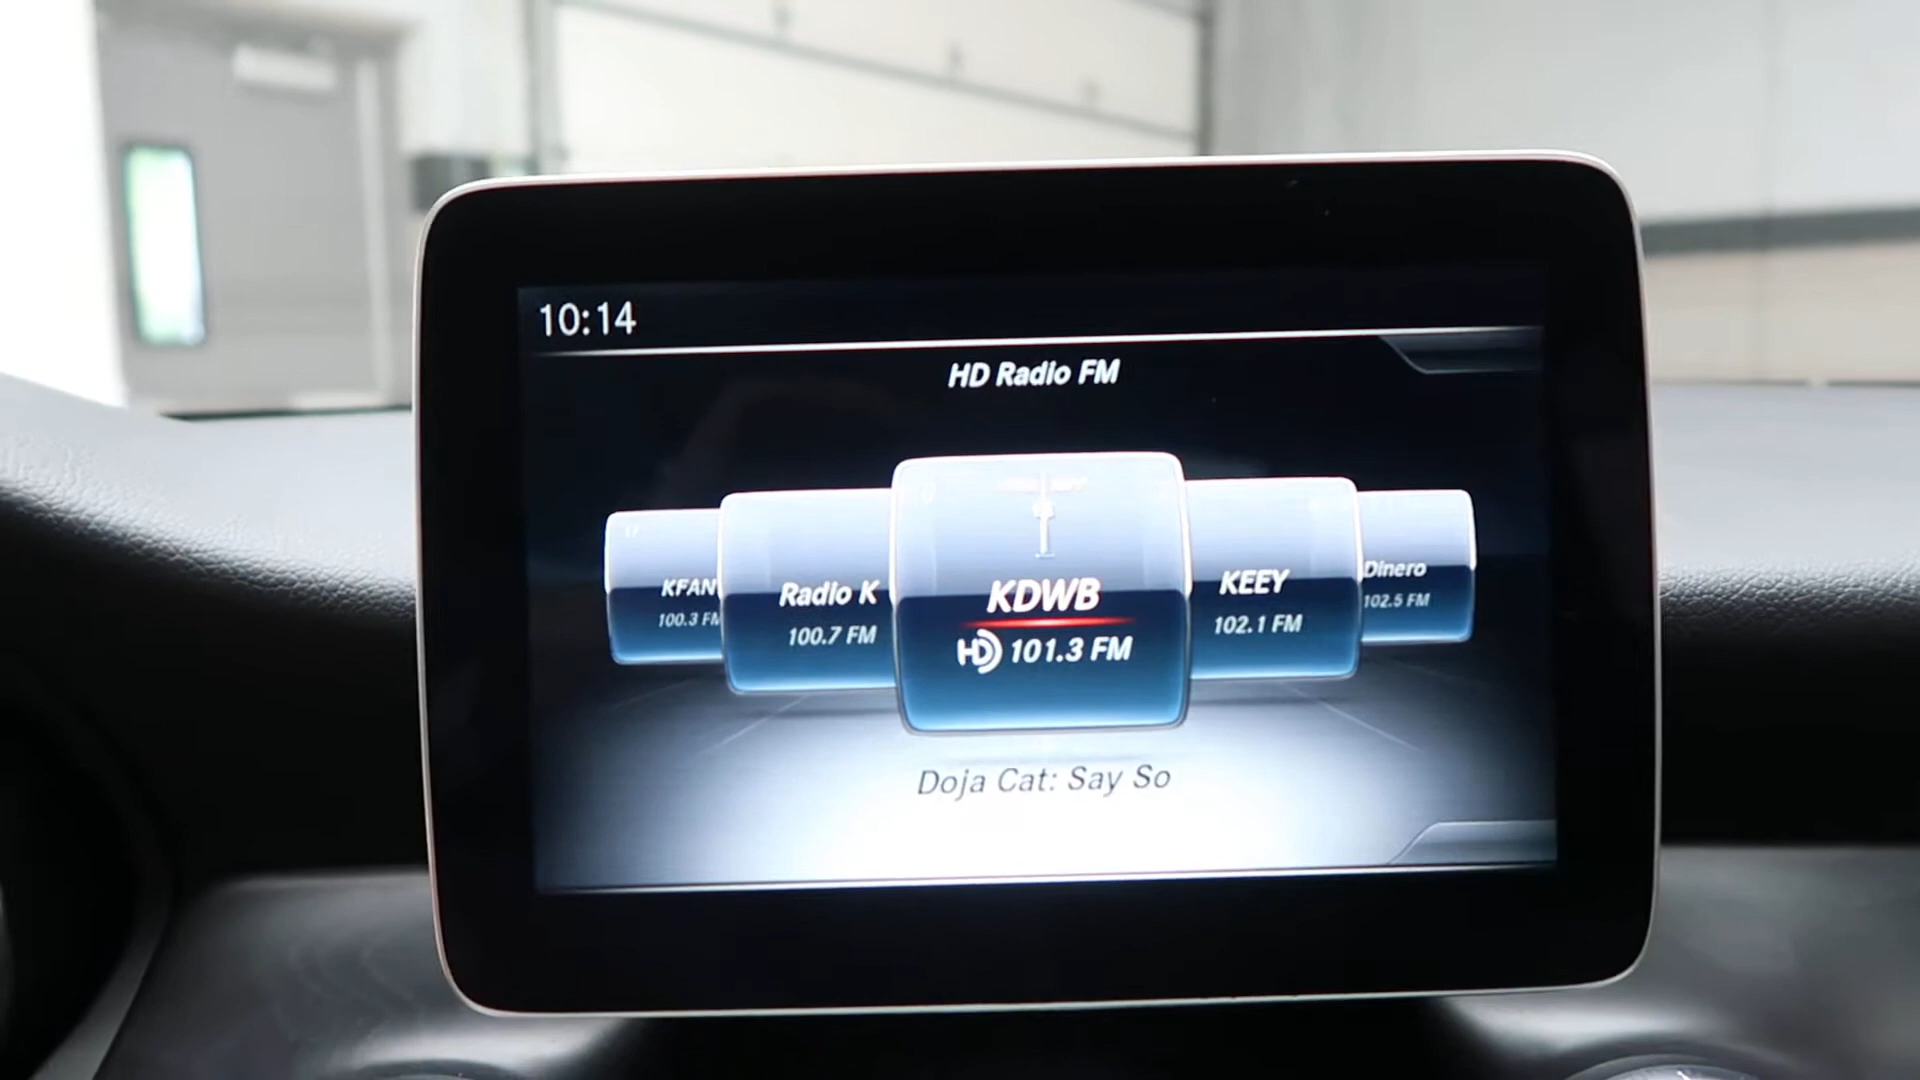 10:14
HD Radio FM
KFAN
100.3 FM
Radio K
100.7 FM
KDWB
HD 101.3 FM
KEEY
102.1 FM
Dinero
102.5 FM
Doja Cat: Say So